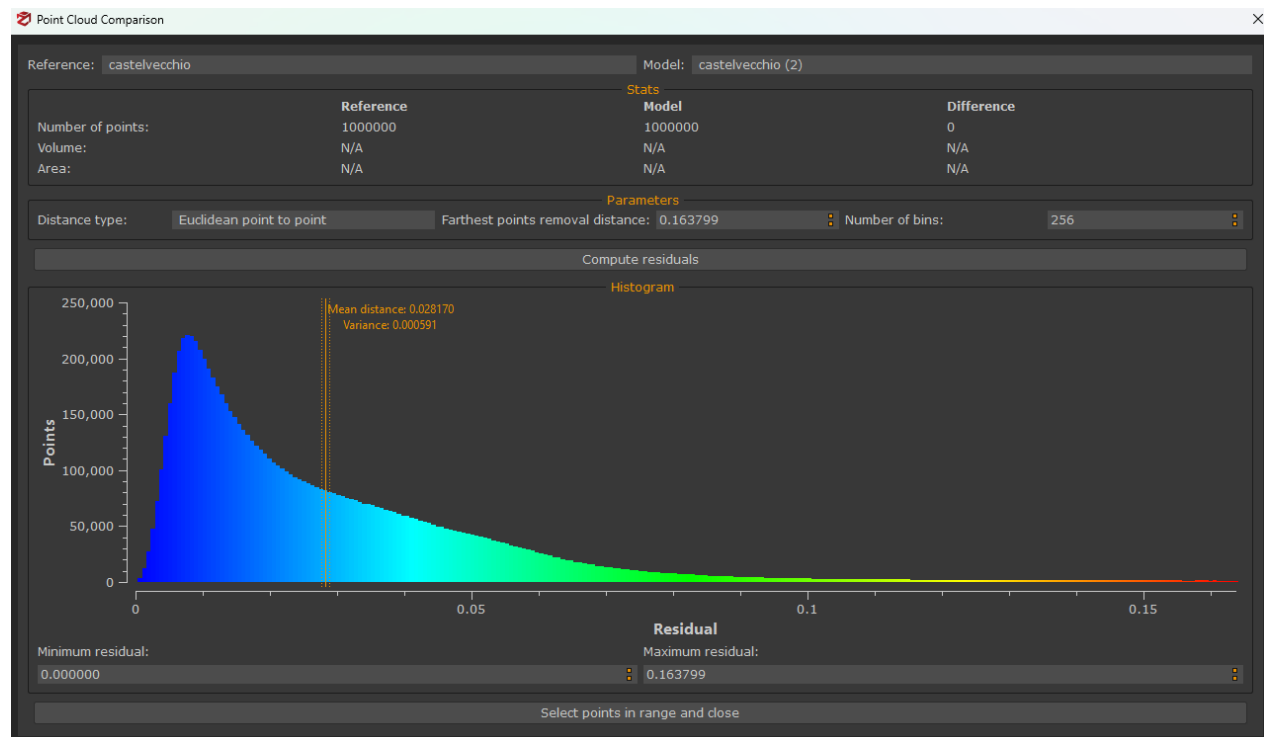 Point Cloud Comparison
Reference: castelvecchio Model: castelvecchio (2)
Stats
Reference Model Difference
Number of points: 1000000 1000000 0
Volume: N/A N/A N/A
Area: N/A N/A N/A
Parameters
Distance type: Euclidean point to point Farthest points removal distance: 0.163799 Number of bins: 256
Compute residuals
Histogram
Mean distance: 0.028170
Variance: 0.000591
250,000
200,000
150,000
100,000
50,000
0
Points
0 0.05 0.1 0.15
Residual
Minimum residual: Maximum residual:
0.000000 0.163799
Select points in range and close